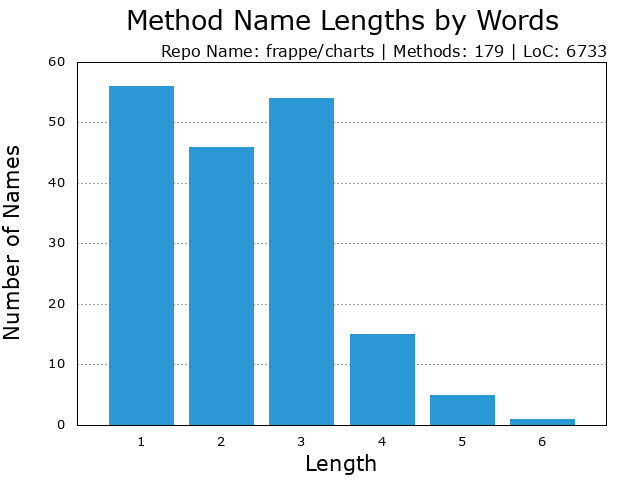 Method Name Lengths by Words
Repo Name: frappe/charts | Methods: 179 | LoC: 6733
Number of Names
60
50
40
30
20
10
0
1 2 3 4 5 6
Length